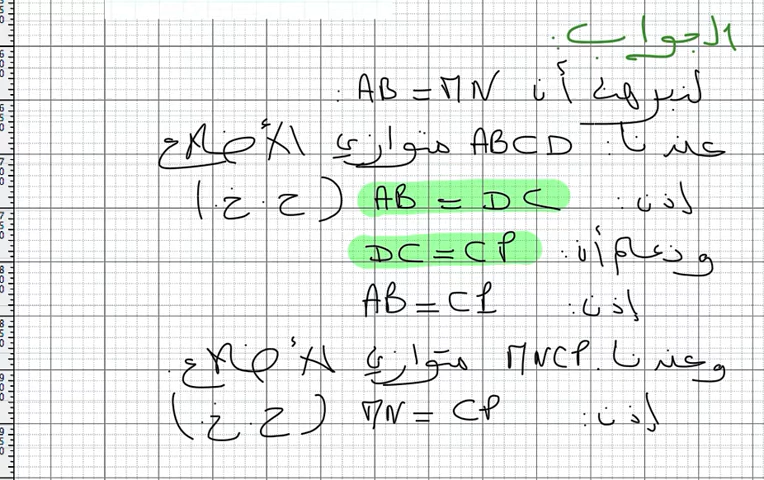 الجواب:
لنبرهن أن AB = MN :
عندنا: ABCD متوازي الأضلاع
إذن: AB = DC (ح.خ.)
ونعلم أن: DC = CP
إذن: AB = CP
وعندنا MNCP متوازي الأضلاع.
إذن: MN = CP (ح.خ.)